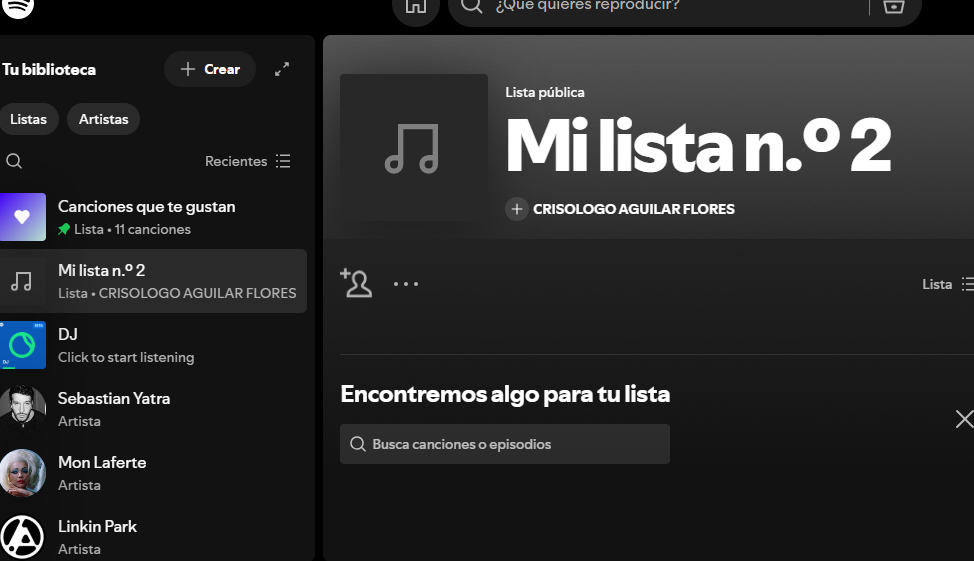 ¿Qué quieres reproducir?
Tu biblioteca
Crear
Listas
Artistas
Recientes
Canciones que te gustan
Lista • 11 canciones
Mi lista n.º 2
Lista • CRISOLOGO AGUILAR FLORES
DJ
DJ
Click to start listening
Sebastian Yatra
Artista
Mon Laferte
Artista
Linkin Park
Artista
Lista pública
Mi lista n.º 2
CRISOLOGO AGUILAR FLORES
Lista
Encontremos algo para tu lista
Busca canciones o episodios